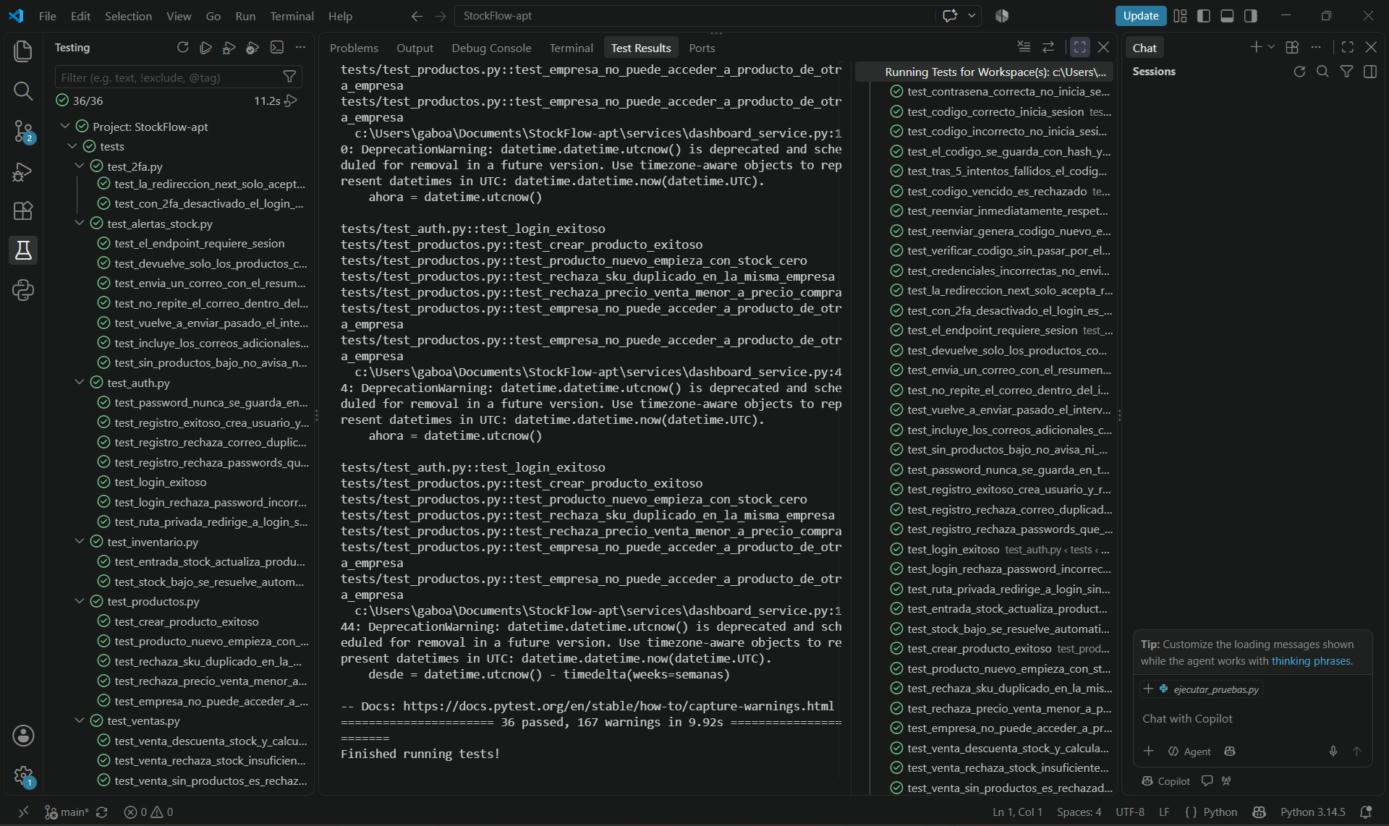 File Edit Selection View Go Run Terminal Help
StockFlow-apt
Update
Testing
Filter (e.g. text, !exclude, @tag)
36/36
11.2s
Project: StockFlow-apt
tests
test_2fa.py
test_la_redireccion_next_solo_acept...
test_con_2fa_desactivado_el_login_...
test_alertas_stock.py
test_el_endpoint_requiere_sesion
test_devuelve_solo_los_productos_c...
test_envia_un_correo_con_el_resum...
test_no_repite_el_correo_dentro_del...
test_vuelve_a_enviar_pasado_el_inte...
test_incluye_los_correos_adicionales...
test_sin_productos_bajo_no_avisa_n...
test_auth.py
test_password_nunca_se_guarda_en...
test_registro_exitoso_crea_usuario_y...
test_registro_rechaza_correo_duplic...
test_registro_rechaza_passwords_qu...
test_login_exitoso
test_login_rechaza_password_incorr...
test_ruta_privada_redirige_a_login_s...
test_inventario.py
test_entrada_stock_actualiza_produ...
test_stock_bajo_se_resuelve_autom...
test_productos.py
test_crear_producto_exitoso
test_producto_nuevo_empieza_con_...
test_rechaza_sku_duplicado_en_la_...
test_rechaza_precio_venta_menor_a...
test_empresa_no_puede_acceder_a_...
test_ventas.py
test_venta_descuenta_stock_y_calcu...
test_venta_rechaza_stock_insuficien...
test_venta_sin_productos_es_rechaz...
Problems Output Debug Console Terminal Test Results Ports
tests/test_productos.py::test_empresa_no_puede_acceder_a_producto_de_otr
a_empresa
tests/test_productos.py::test_empresa_no_puede_acceder_a_producto_de_otr
a_empresa
c:\Users\gaboa\Documents\StockFlow-apt\services\dashboard_service.py:1
0: DeprecationWarning: datetime.datetime.utcnow() is deprecated and sche
duled for removal in a future version. Use timezone-aware objects to rep
resent datetimes in UTC: datetime.datetime.now(datetime.UTC).
ahora = datetime.utcnow()
tests/test_auth.py::test_login_exitoso
tests/test_productos.py::test_crear_producto_exitoso
tests/test_productos.py::test_producto_nuevo_empieza_con_stock_cero
tests/test_productos.py::test_rechaza_sku_duplicado_en_la_misma_empresa
tests/test_productos.py::test_rechaza_precio_venta_menor_a_precio_compra
tests/test_productos.py::test_empresa_no_puede_acceder_a_producto_de_otr
a_empresa
tests/test_productos.py::test_empresa_no_puede_acceder_a_producto_de_otr
a_empresa
c:\Users\gaboa\Documents\StockFlow-apt\services\dashboard_service.py:4
4: DeprecationWarning: datetime.datetime.utcnow() is deprecated and sche
duled for removal in a future version. Use timezone-aware objects to rep
resent datetimes in UTC: datetime.datetime.now(datetime.UTC).
ahora = datetime.utcnow()
tests/test_auth.py::test_login_exitoso
tests/test_productos.py::test_crear_producto_exitoso
tests/test_productos.py::test_producto_nuevo_empieza_con_stock_cero
tests/test_productos.py::test_rechaza_sku_duplicado_en_la_misma_empresa
tests/test_productos.py::test_rechaza_precio_venta_menor_a_precio_compra
tests/test_productos.py::test_empresa_no_puede_acceder_a_producto_de_otr
a_empresa
tests/test_productos.py::test_empresa_no_puede_acceder_a_producto_de_otr
a_empresa
c:\Users\gaboa\Documents\StockFlow-apt\services\dashboard_service.py:1
44: DeprecationWarning: datetime.datetime.utcnow() is deprecated and sch
eduled for removal in a future version. Use timezone-aware objects to re
present datetimes in UTC: datetime.datetime.now(datetime.UTC).
desde = datetime.utcnow() - timedelta(weeks=semanas)
-- Docs: https://docs.pytest.org/en/stable/how-to/capture-warnings.html
====================== 36 passed, 167 warnings in 9.92s ================
=======
Finished running tests!
Running Tests for Workspace(s): c:\Users\...
test_contrasena_correcta_no_inicia_se...
test_codigo_correcto_inicia_sesion tes...
test_codigo_incorrecto_no_inicia_sesi...
test_el_codigo_se_guarda_con_hash_y...
test_tras_5_intentos_fallidos_el_codig...
test_codigo_vencido_es_rechazado te...
test_reenviar_inmediatamente_respet...
test_reenviar_genera_codigo_nuevo_e...
test_verificar_codigo_sin_pasar_por_el...
test_credenciales_incorrectas_no_envi...
test_la_redireccion_next_solo_acepta_r...
test_con_2fa_desactivado_el_login_es_...
test_el_endpoint_requiere_sesion test_...
test_devuelve_solo_los_productos_co...
test_envia_un_correo_con_el_resumen...
test_no_repite_el_correo_dentro_del_i...
test_vuelve_a_enviar_pasado_el_interv...
test_incluye_los_correos_adicionales_c...
test_sin_productos_bajo_no_avisa_ni_...
test_password_nunca_se_guarda_en_t...
test_registro_exitoso_crea_usuario_y_r...
test_registro_rechaza_correo_duplicad...
test_registro_rechaza_passwords_que_...
test_login_exitoso test_auth.py ‹ tests ‹ ...
test_login_rechaza_password_incorrec...
test_ruta_privada_redirige_a_login_sin...
test_entrada_stock_actualiza_product...
test_stock_bajo_se_resuelve_automati...
test_crear_producto_exitoso test_prod...
test_producto_nuevo_empieza_con_st...
test_rechaza_sku_duplicado_en_la_mis...
test_rechaza_precio_venta_menor_a_p...
test_empresa_no_puede_acceder_a_pr...
test_venta_descuenta_stock_y_calcula...
test_venta_rechaza_stock_insuficiente...
test_venta_sin_productos_es_rechazad...
Chat
Sessions
Tip: Customize the loading messages shown
while the agent works with thinking phrases.
ejecutar_pruebas.py
Chat with Copilot
Agent
Copilot
2
1
main*
0 0
Ln 1, Col 1 Spaces: 4 UTF-8 LF { } Python Python 3.14.5